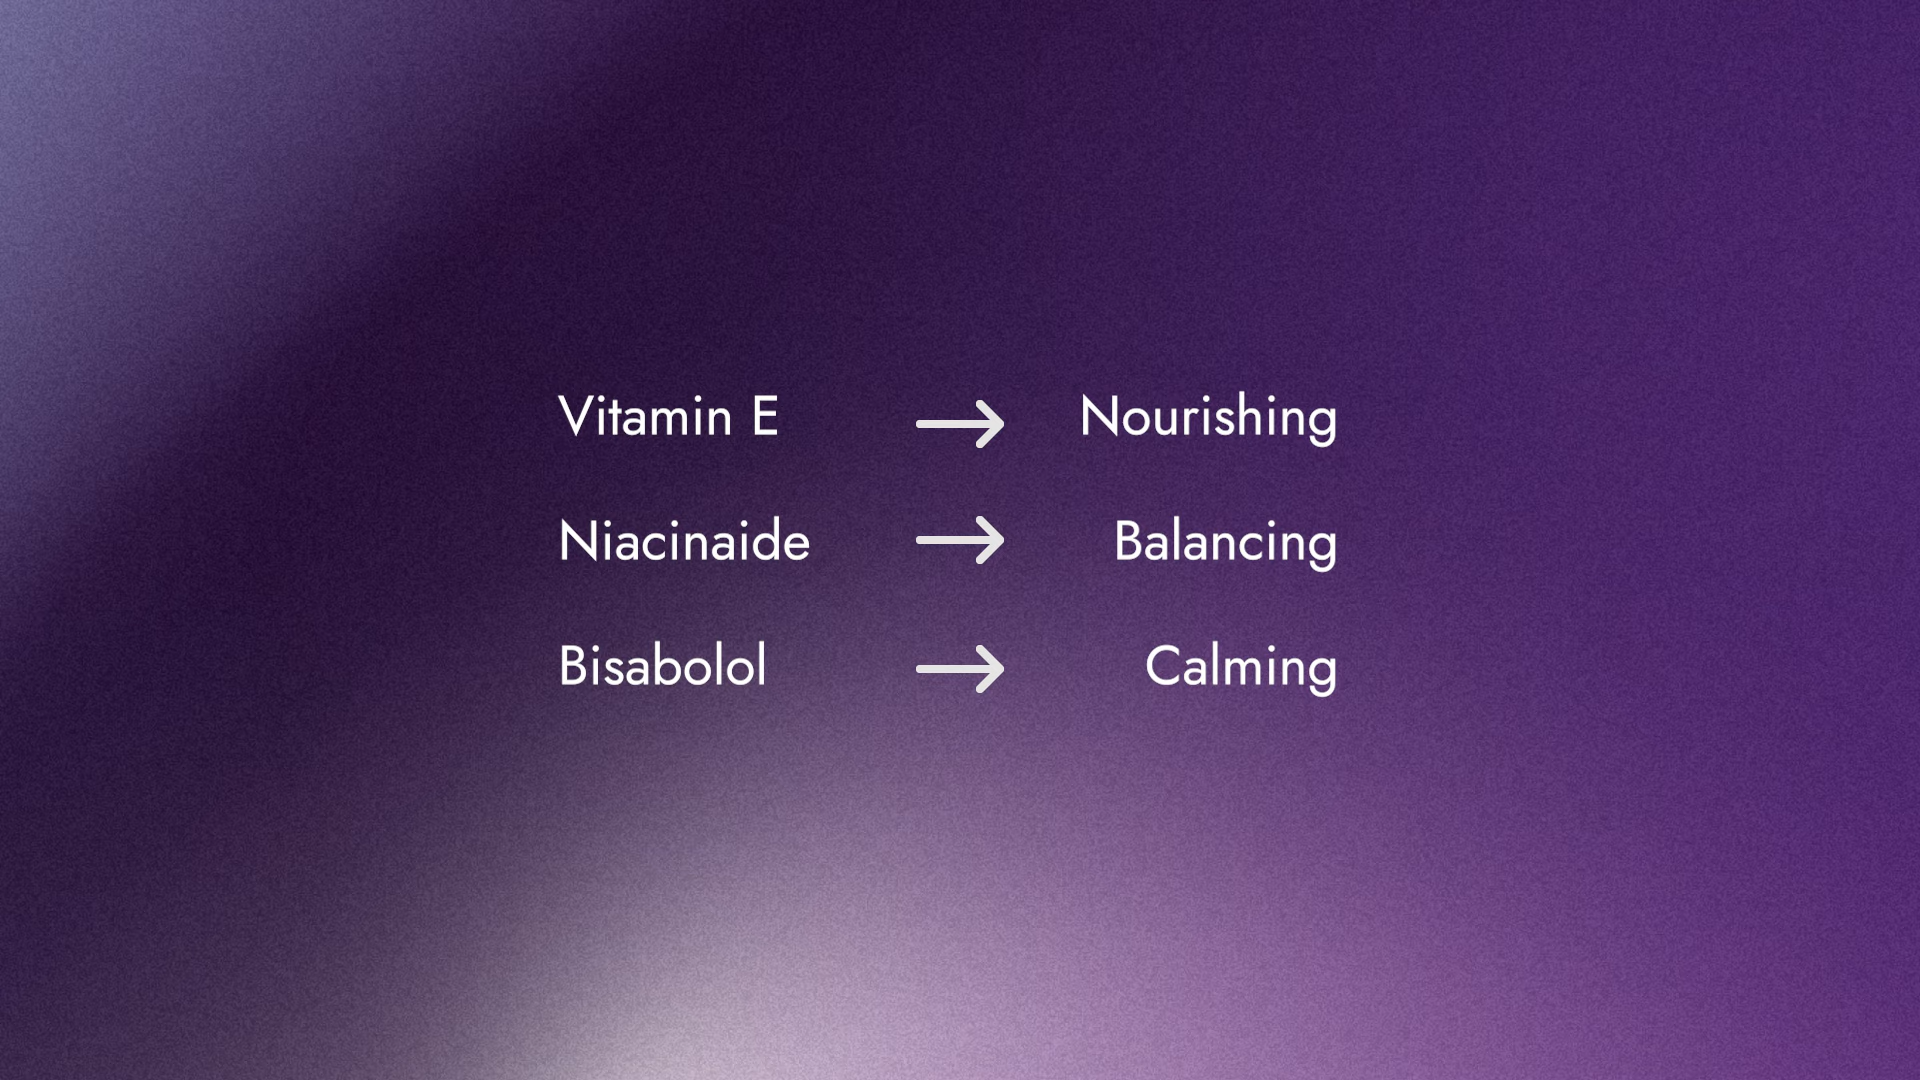 Vitamin E → Nourishing
Niacinaide → Balancing
Bisabolol → Calming